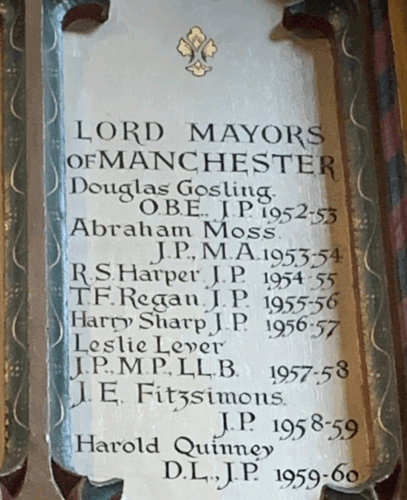 LORD MAYORS
OF MANCHESTER
Douglas Gosling.
O.B.E., J.P. 1952-53
Abraham Moss.
J.P., M.A. 1953-54
R.S. Harper. J.P. 1954-55
T.F. Regan. J.P. 1955-56
Harry Sharp J.P. 1956-57
Leslie Lever
J.P., M.P., LL.B. 1957-58
J. E. Fitzsimons.
J.P. 1958-59
Harold Quinney
D.L., J.P. 1959-60